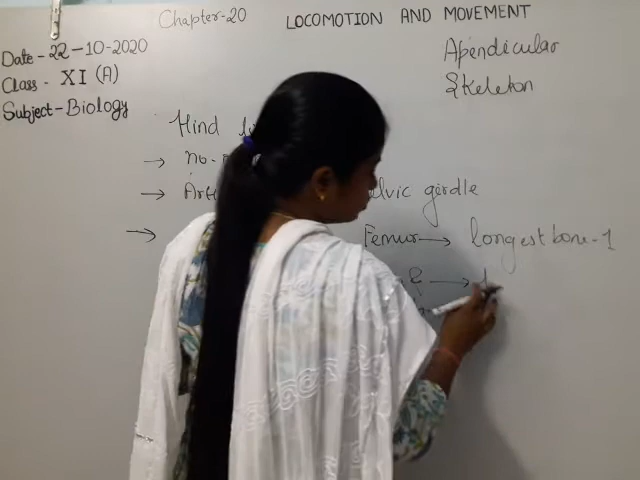 Chapter-20 LOCOMOTION AND MOVEMENT
Date - 22-10-2020
Class - XI (A)
Subject - Biology
Apendicular
Skeleton
Hind
→ no.
→ girdle
→ Femur → longest bone - 1
& →